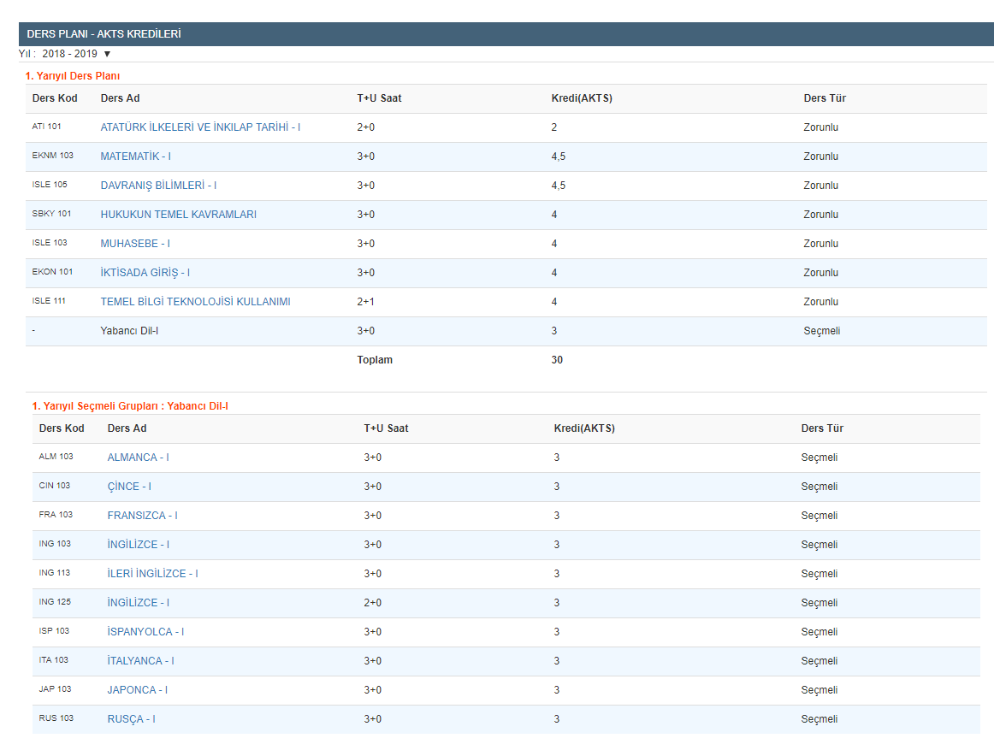 DERS PLANI - AKTS KREDİLERİ
Yıl : 2018 - 2019 ▼
1. Yarıyıl Ders Planı
Ders Kod Ders Ad T+U Saat Kredi(AKTS) Ders Tür
ATI 101 ATATÜRK İLKELERİ VE İNKILAP TARİHİ - I 2+0 2 Zorunlu
EKNM 103 MATEMATİK - I 3+0 4,5 Zorunlu
ISLE 105 DAVRANIŞ BİLİMLERİ - I 3+0 4,5 Zorunlu
SBKY 101 HUKUKUN TEMEL KAVRAMLARI 3+0 4 Zorunlu
ISLE 103 MUHASEBE - I 3+0 4 Zorunlu
EKON 101 İKTİSADA GİRİŞ - I 3+0 4 Zorunlu
ISLE 111 TEMEL BİLGİ TEKNOLOJİSİ KULLANIMI 2+1 4 Zorunlu
- Yabancı Dil-I 3+0 3 Seçmeli
Toplam 30
1. Yarıyıl Seçmeli Grupları : Yabancı Dil-I
Ders Kod Ders Ad T+U Saat Kredi(AKTS) Ders Tür
ALM 103 ALMANCA - I 3+0 3 Seçmeli
CIN 103 ÇİNCE - I 3+0 3 Seçmeli
FRA 103 FRANSIZCA - I 3+0 3 Seçmeli
ING 103 İNGİLİZCE - I 3+0 3 Seçmeli
ING 113 İLERİ İNGİLİZCE - I 3+0 3 Seçmeli
ING 125 İNGİLİZCE - I 2+0 3 Seçmeli
ISP 103 İSPANYOLCA - I 3+0 3 Seçmeli
ITA 103 İTALYANCA - I 3+0 3 Seçmeli
JAP 103 JAPONCA - I 3+0 3 Seçmeli
RUS 103 RUSÇA - I 3+0 3 Seçmeli